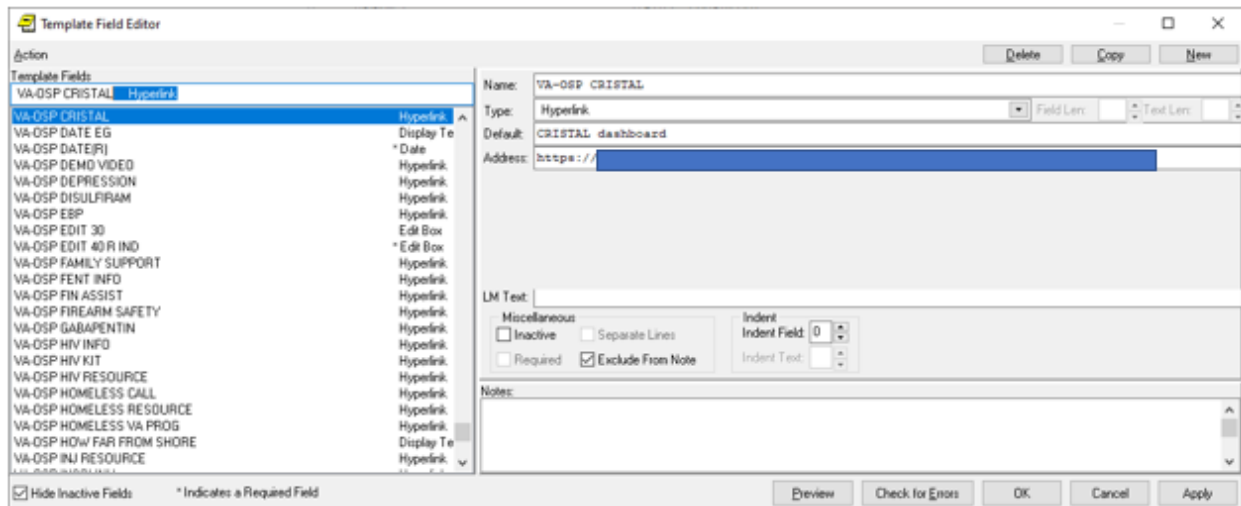 Template Field Editor
Action
Delete Copy New
Template Fields
VA-OSP CRISTAL Hyperlink
VA-OSP CRISTAL Hyperlink
VA-OSP DATE EG Display Te
VA-OSP DATE(R) * Date
VA-OSP DEMO VIDEO Hyperlink
VA-OSP DEPRESSION Hyperlink
VA-OSP DISULFIRAM Hyperlink
VA-OSP EBP Hyperlink
VA-OSP EDIT 30 Edit Box
VA-OSP EDIT 40 R IND * Edit Box
VA-OSP FAMILY SUPPORT Hyperlink
VA-OSP FENT INFO Hyperlink
VA-OSP FIN ASSIST Hyperlink
VA-OSP FIREARM SAFETY Hyperlink
VA-OSP GABAPENTIN Hyperlink
VA-OSP HIV INFO Hyperlink
VA-OSP HIV KIT Hyperlink
VA-OSP HIV RESOURCE Hyperlink
VA-OSP HOMELESS CALL Hyperlink
VA-OSP HOMELESS RESOURCE Hyperlink
VA-OSP HOMELESS VA PROG Hyperlink
VA-OSP HOW FAR FROM SHORE Display Te
VA-OSP INJ RESOURCE Hyperlink
Name: VA-OSP CRISTAL
Type: Hyperlink Field Len: Text Len:
Default: CRISTAL dashboard
Address: https://
LM Text:
Miscellaneous
Inactive Separate Lines
Required Exclude From Note
Indent
Indent Field: 0
Indent Text:
Notes:
Hide Inactive Fields * Indicates a Required Field
Preview Check for Errors OK Cancel Apply